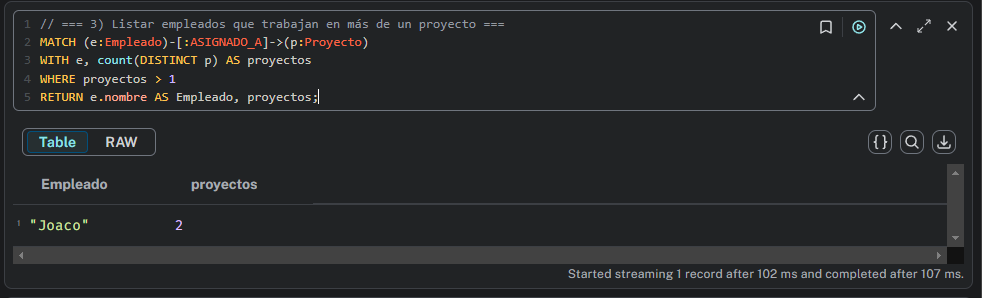 1 // === 3) Listar empleados que trabajan en más de un proyecto ===
2 MATCH (e:Empleado)-[:ASIGNADO_A]->(p:Proyecto)
3 WITH e, count(DISTINCT p) AS proyectos
4 WHERE proyectos > 1
5 RETURN e.nombre AS Empleado, proyectos;
Table RAW
{}
Empleado proyectos
1 "Joaco" 2
Started streaming 1 record after 102 ms and completed after 107 ms.